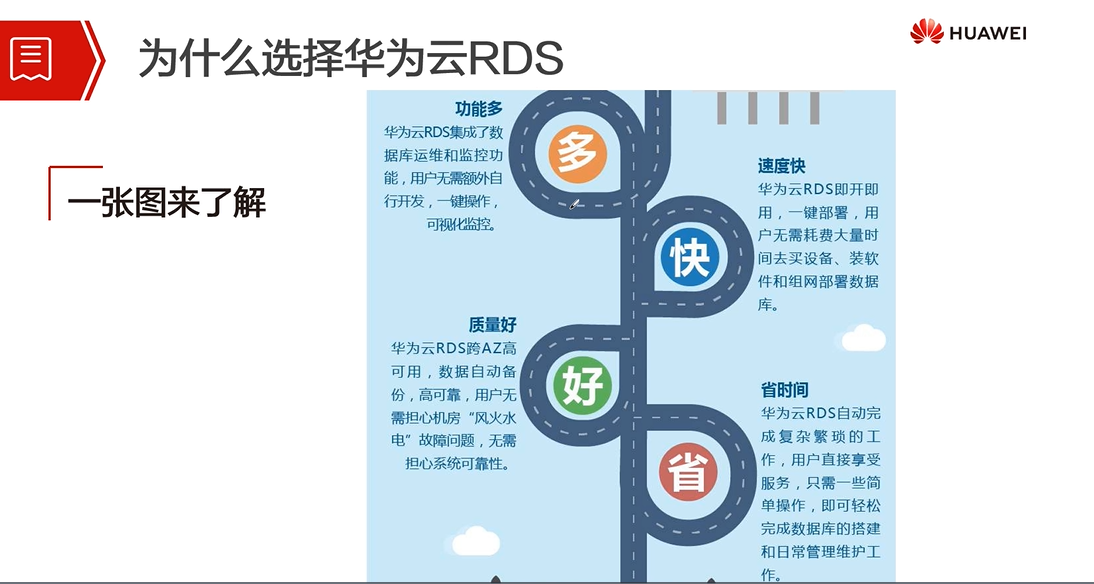 为什么选择华为云RDS
HUAWEI
一张图来了解
功能多
华为云RDS集成了数
据库运维和监控功
能，用户无需额外自
行开发，一键操作，
可视化监控。
多
速度快
华为云RDS即开即
用，一键部署，用
户无需耗费大量时
间去买设备、装软
件和组网部署数据
库。
快
质量好
华为云RDS跨AZ高
可用，数据自动备
份，高可靠，用户无
需担心机房“风火水
电”故障问题，无需
担心系统可靠性。
好
省时间
华为云RDS自动完
成复杂繁琐的工
作，用户直接享受
服务，只需一些简
单操作，即可轻松
完成数据库的搭建
和日常管理维护工
作。
省